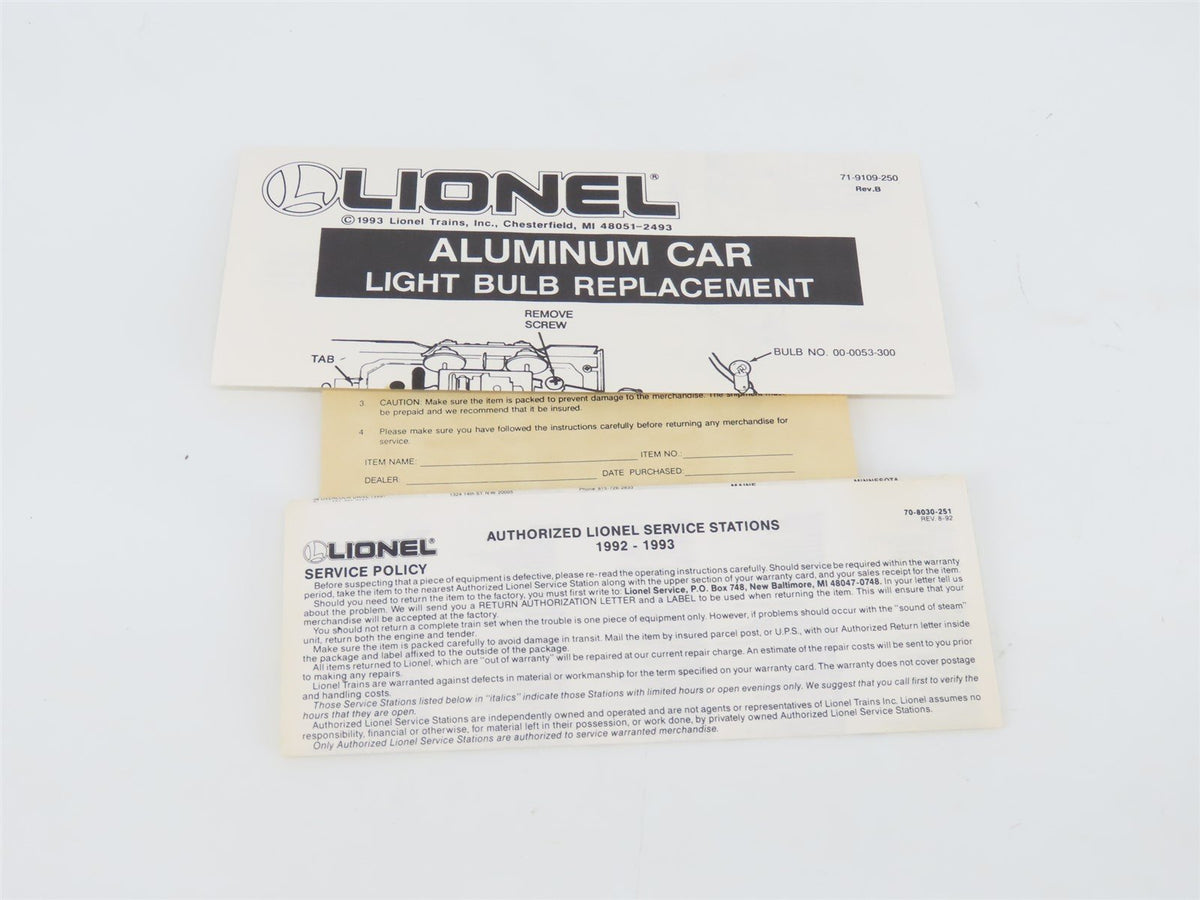 LIONEL®
71-9109-250
Rev.B
©1993 Lionel Trains, Inc., Chesterfield, MI 48051-2493
ALUMINUM CAR
LIGHT BULB REPLACEMENT
REMOVE
SCREW
TAB
BULB NO. 00-0053-300
3. CAUTION: Make sure the item is packed to prevent damage to the merchandise. The shipment must
be prepaid and we recommend that it be insured.
4 Please make sure you have followed the instructions carefully before returning any merchandise for
service.
ITEM NAME: ITEM NO.:
DEALER: DATE PURCHASED:
1324 14th ST. N.W. 20005
MAINE
MINNESOTA
70-8030-251
REV. 8-92
LIONEL®
AUTHORIZED LIONEL SERVICE STATIONS
1992 - 1993
SERVICE POLICY
Before suspecting that a piece of equipment is defective, please re-read the operating instructions carefully. Should service be required within the warranty
period, take the item to the nearest Authorized Lionel Service Station along with the upper section of your warranty card, and your sales receipt for the item.
Should you need to return the item to the factory, you must first write to: Lionel Service, P.O. Box 748, New Baltimore, MI 48047-0748. In your letter tell us
about the problem. We will send you a RETURN AUTHORIZATION LETTER and a LABEL to be used when returning the item. This will ensure that your
merchandise will be accepted at the factory.
You should not return a complete train set when the trouble is one piece of equipment only. However, if problems should occur with the "sound of steam"
unit, return both the engine and tender.
Make sure the item is packed carefully to avoid damage in transit. Mail the item by insured parcel post, or U.P.S., with our Authorized Return letter inside
the package and label affixed to the outside of the package.
All items returned to Lionel, which are "out of warranty" will be repaired at our current repair charge. An estimate of the repair costs will be sent to you prior
to making any repairs.
Lionel Trains are warranted against defects in material or workmanship for the term specified on your warranty card. The warranty does not cover postage
and handling costs.
Those Service Stations listed below in "italics" indicate those Stations with limited hours or open evenings only. We suggest that you call first to verify the
hours that they are open.
Authorized Lionel Service Stations are independently owned and operated and are not agents or representatives of Lionel Trains Inc. Lionel assumes no
responsibility, financial or otherwise, for material left in their possession, or work done, by privately owned Authorized Lionel Service Stations.
Only Authorized Lionel Service Stations are authorized to service warranted merchandise.